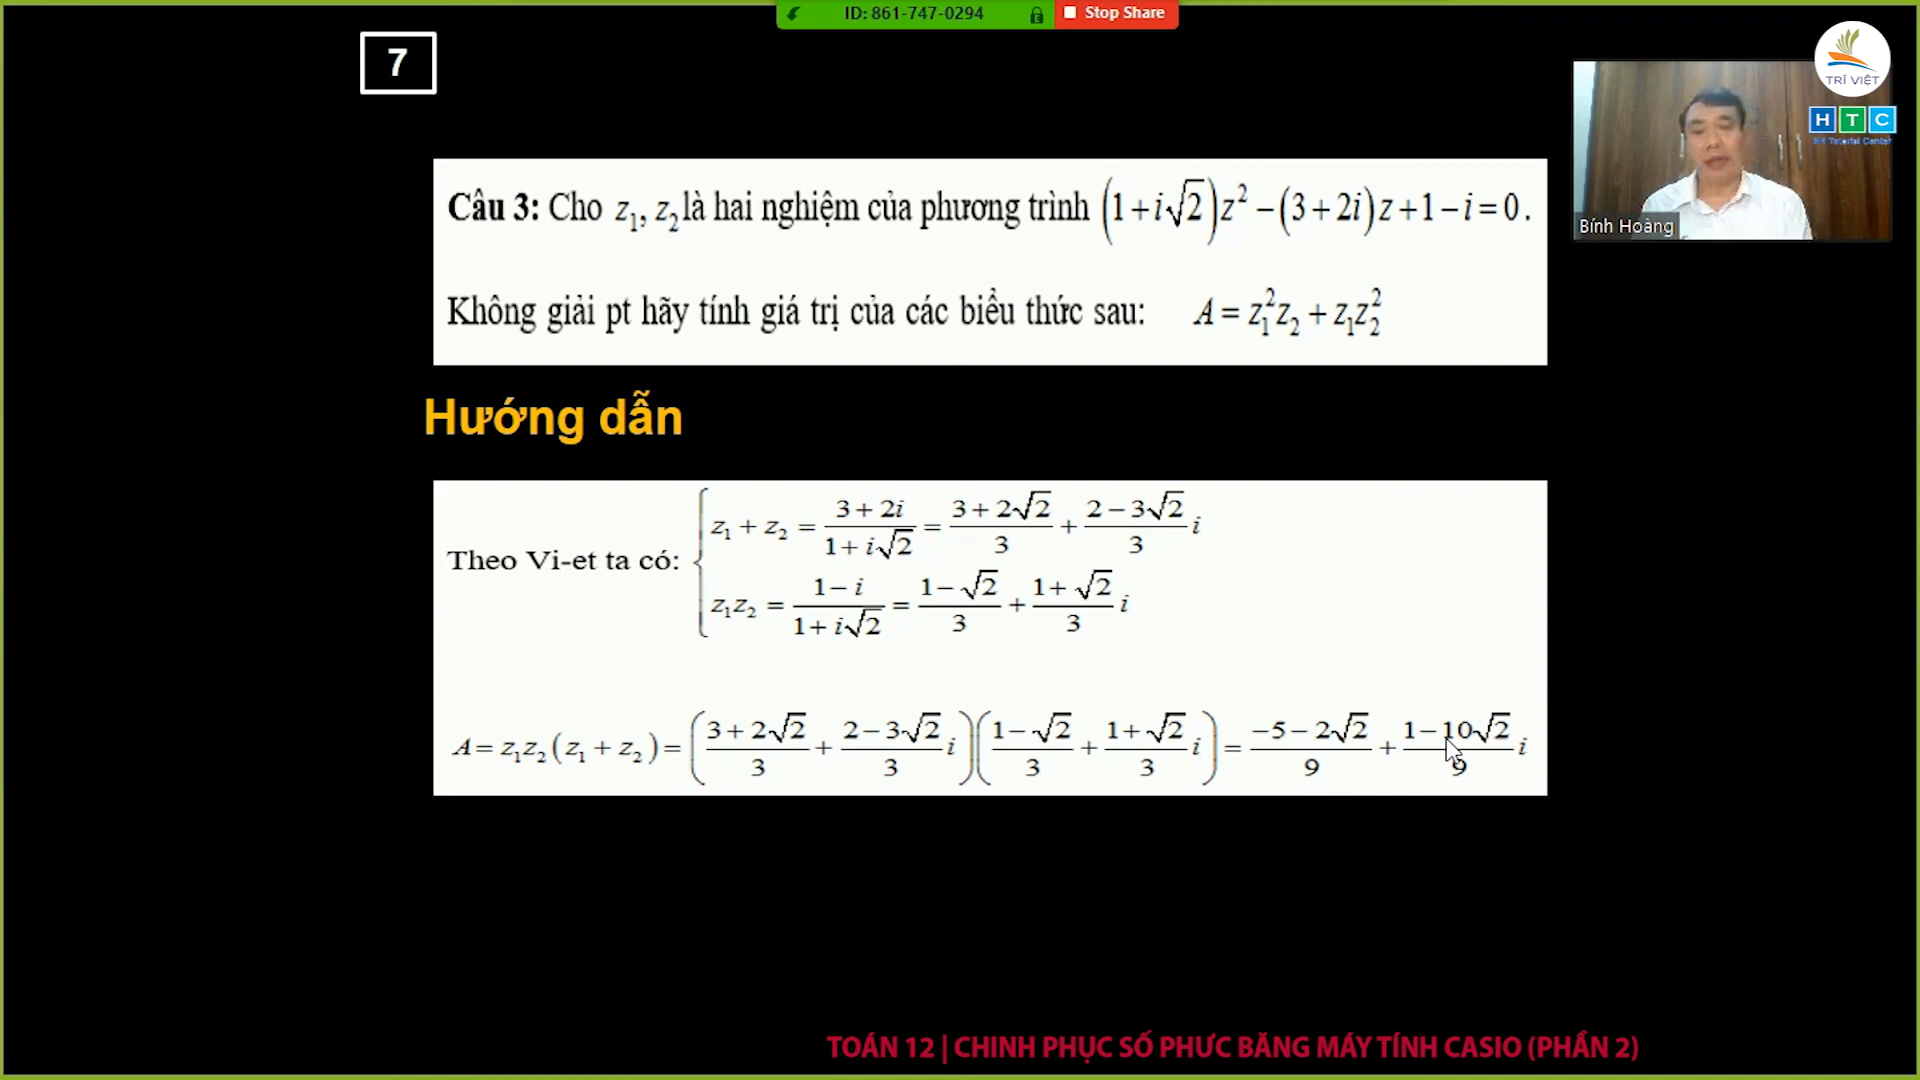 ID: 861-747-0294 Stop Share
7
TRÍ VIỆT
H T C
Bính Hoàng
Câu 3: Cho z₁, z₂ là hai nghiệm của phương trình (1+i√2)z² −(3+2i)z+1−i=0.
Không giải pt hãy tính giá trị của các biểu thức sau: A = z₁²z₂ + z₁z₂²
Hướng dẫn
Theo Vi-et ta có: { z₁ + z₂ = (3+2i)/(1+i√2) = (3+2√2)/3 + (2−3√2)/3 i
z₁z₂ = (1−i)/(1+i√2) = (1−√2)/3 + (1+√2)/3 i
A = z₁z₂(z₁ + z₂) = ((3+2√2)/3 + (2−3√2)/3 i)((1−√2)/3 + (1+√2)/3 i) = (−5−2√2)/9 + (1−10√2)/9 i
TOÁN 12 | CHINH PHỤC SỐ PHƯC BĂNG MÁY TÍNH CASIO (PHẦN 2)